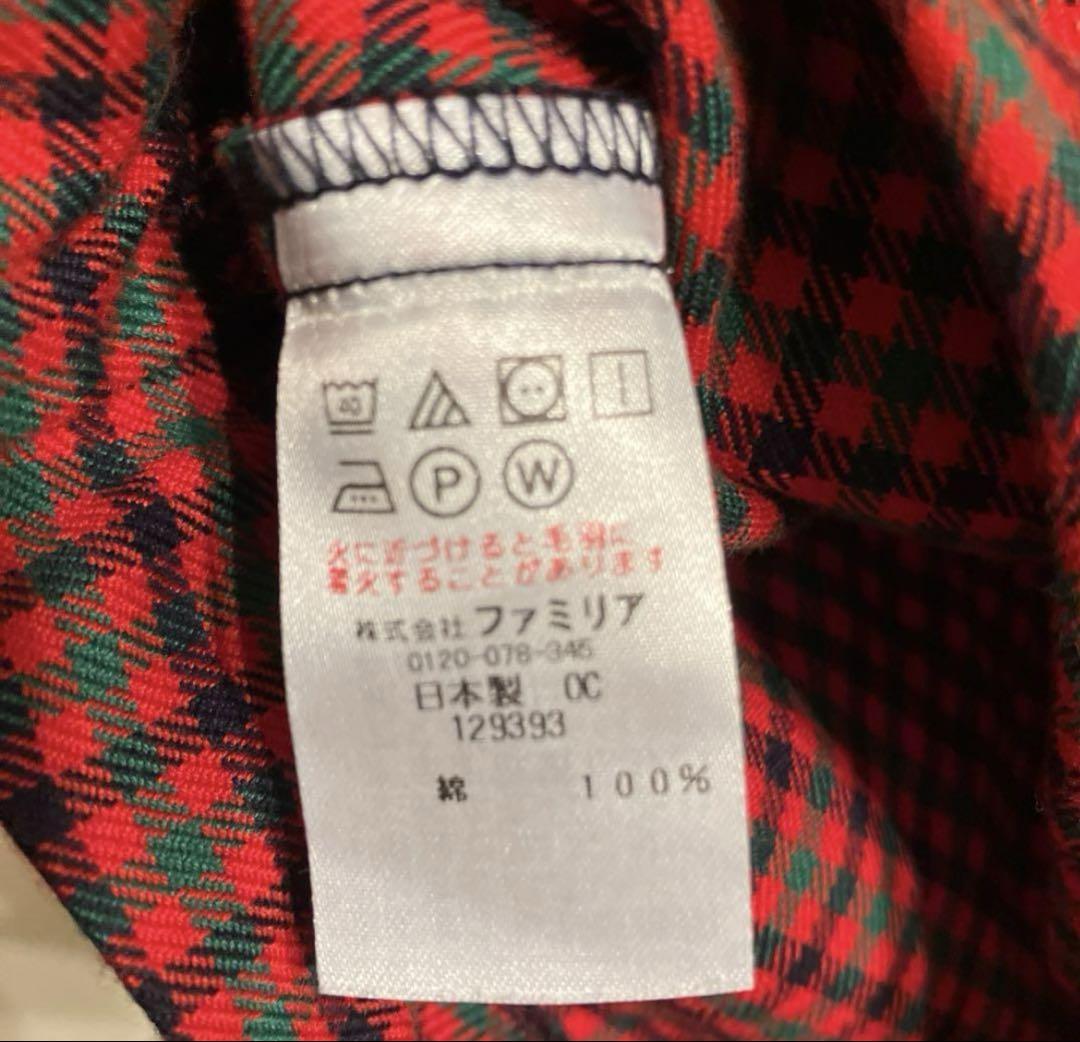 40
P W
火に近づけると毛羽に
着火することがあります
株式会社ファミリア
0120-078-345
日本製 OC
129393
綿 100%